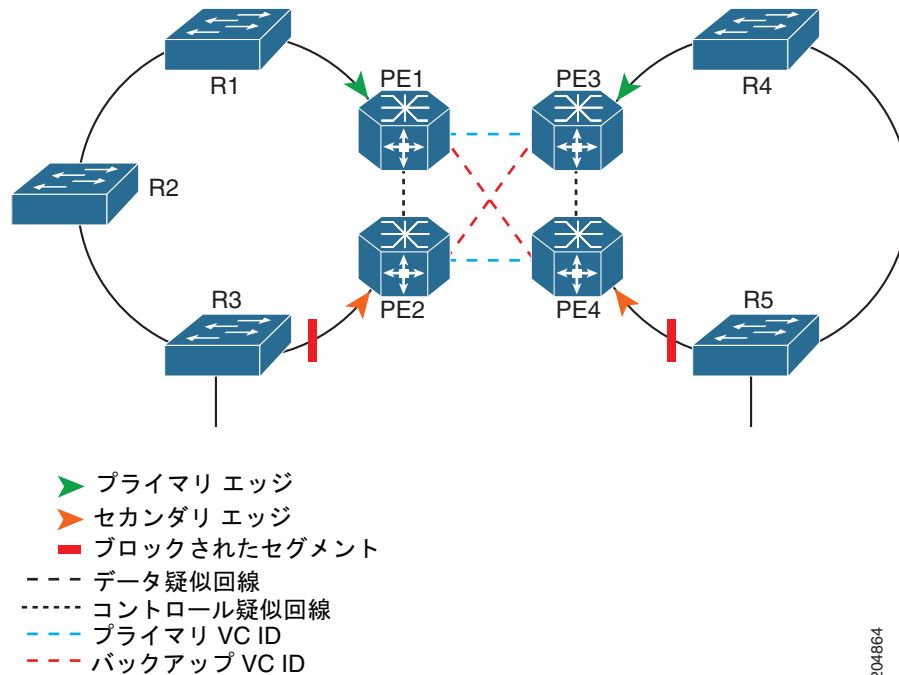 R1
PE1
PE3
R4
R2
R3
PE2
PE4
R5
プライマリ エッジ
セカンダリ エッジ
ブロックされたセグメント
データ疑似回線
コントロール疑似回線
プライマリ VC ID
バックアップ VC ID
204864